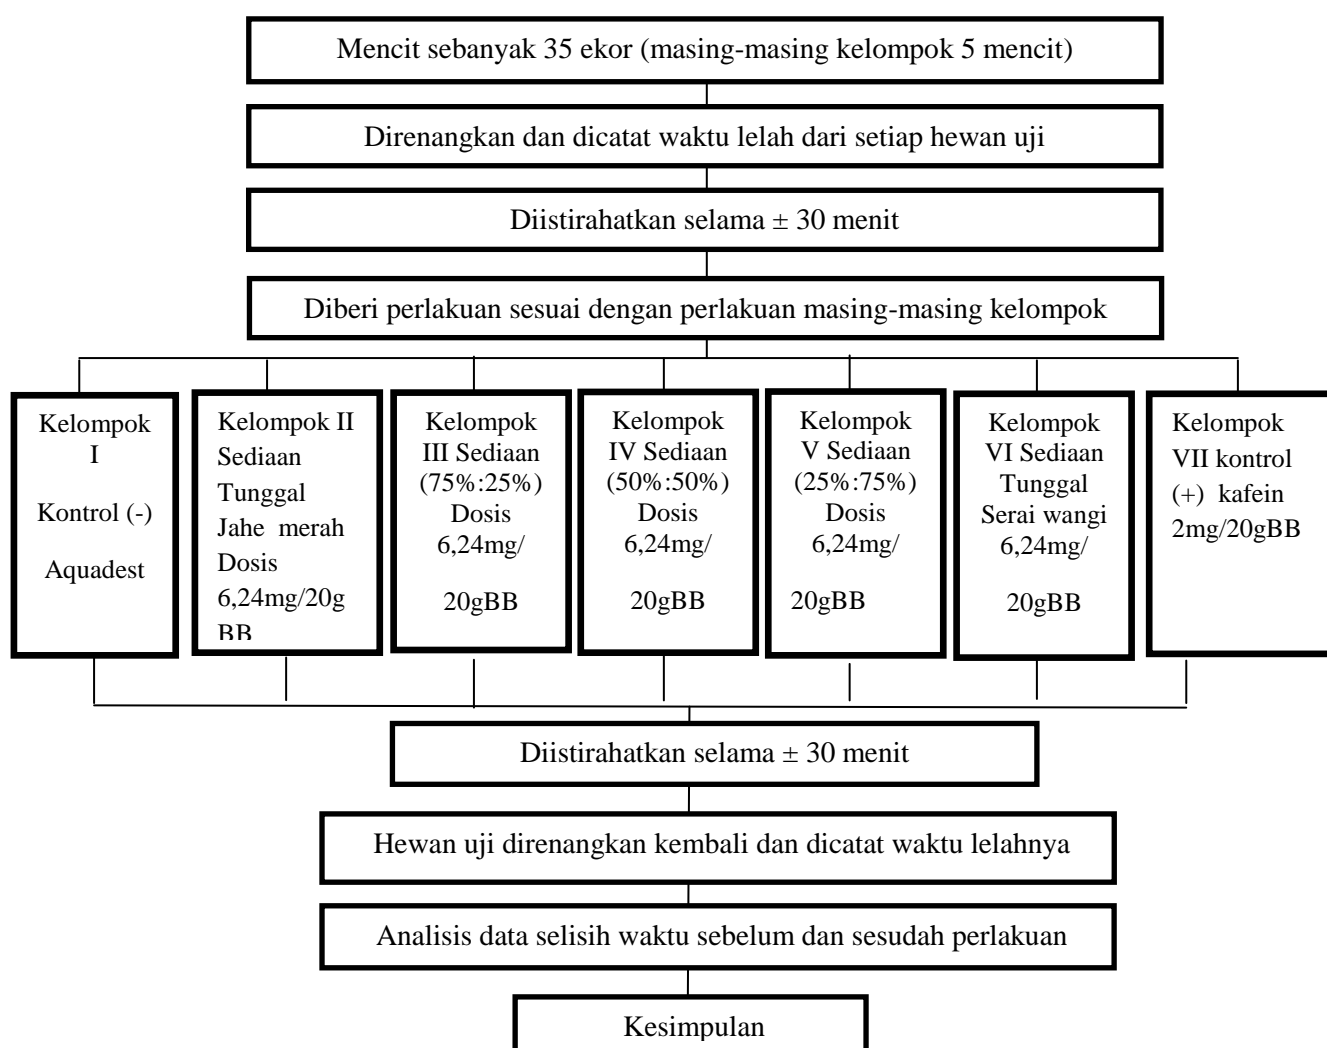 Mencit sebanyak 35 ekor (masing-masing kelompok 5 mencit)
Direnangkan dan dicatat waktu lelah dari setiap hewan uji
Diistirahatkan selama ± 30 menit
Diberi perlakuan sesuai dengan perlakuan masing-masing kelompok
Kelompok
I
Kontrol (-)
Aquadest
Kelompok II
Sediaan
Tunggal
Jahe merah
Dosis
6,24mg/20g
BB
Kelompok
III Sediaan
(75%:25%)
Dosis
6,24mg/
20gBB
Kelompok
IV Sediaan
(50%:50%)
Dosis
6,24mg/
20gBB
Kelompok
V Sediaan
(25%:75%)
Dosis
6,24mg/
20gBB
Kelompok
VI Sediaan
Tunggal
Serai wangi
6,24mg/
20gBB
Kelompok
VII kontrol
(+) kafein
2mg/20gBB
Diistirahatkan selama ± 30 menit
Hewan uji direnangkan kembali dan dicatat waktu lelahnya
Analisis data selisih waktu sebelum dan sesudah perlakuan
Kesimpulan